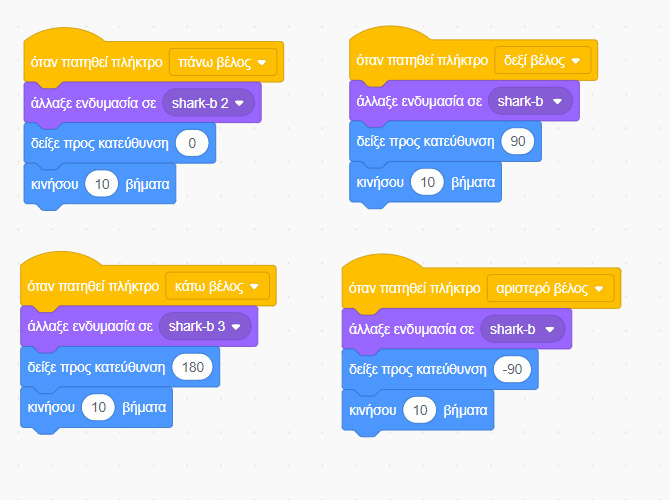 όταν πατηθεί πλήκτρο πάνω βέλος
άλλαξε ενδυμασία σε shark-b 2
δείξε προς κατεύθυνση 0
κινήσου 10 βήματα
όταν πατηθεί πλήκτρο δεξί βέλος
άλλαξε ενδυμασία σε shark-b
δείξε προς κατεύθυνση 90
κινήσου 10 βήματα
όταν πατηθεί πλήκτρο κάτω βέλος
άλλαξε ενδυμασία σε shark-b 3
δείξε προς κατεύθυνση 180
κινήσου 10 βήματα
όταν πατηθεί πλήκτρο αριστερό βέλος
άλλαξε ενδυμασία σε shark-b
δείξε προς κατεύθυνση -90
κινήσου 10 βήματα